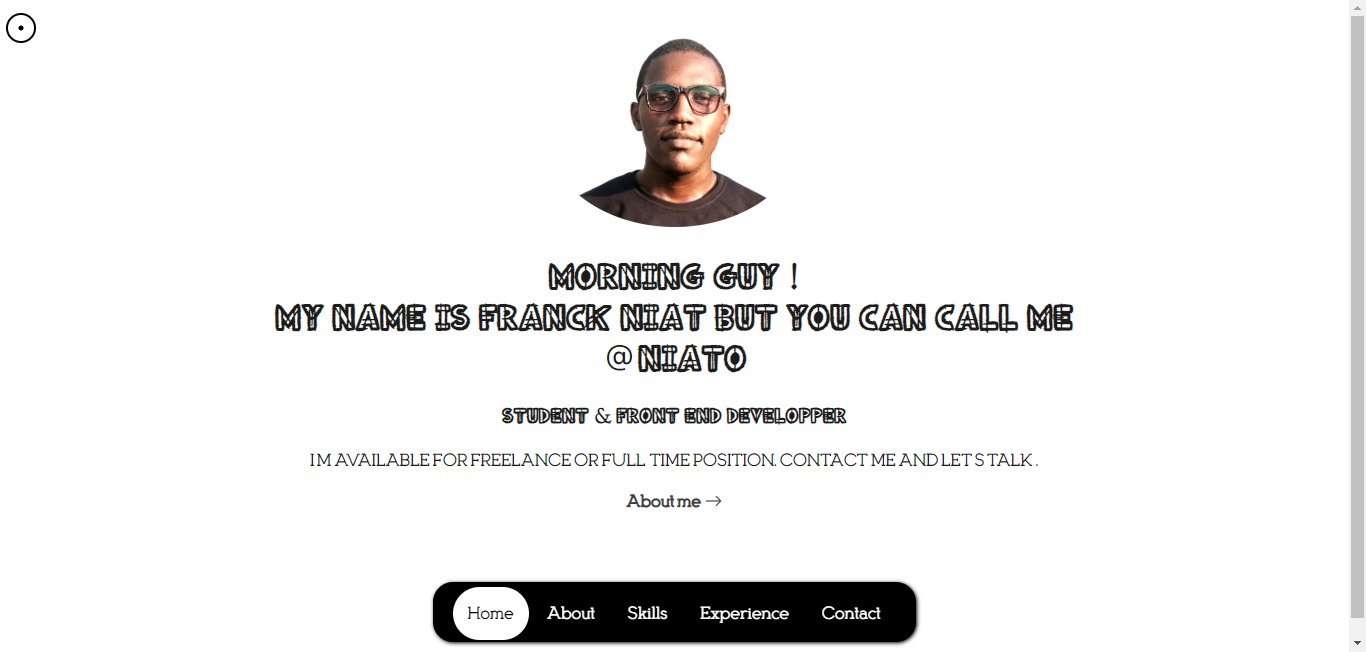 MORNING GUY !
MY NAME IS FRANCK NIAT BUT YOU CAN CALL ME
@NIATO
STUDENT & FRONT END DEVELOPPER
I M AVAILABLE FOR FREELANCE OR FULL TIME POSITION. CONTACT ME AND LET S TALK .
About me →
Home About Skills Experience Contact